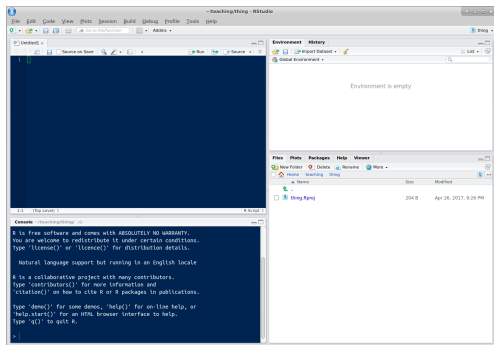 ~/teaching/thing - RStudio
File Edit Code View Plots Session Build Debug Profile Tools Help
Go to file/function Addins thing
Untitled1
Source on Save Run Source
1
1:1 (Top Level) R Script
Console ~/teaching/thing/
R is free software and comes with ABSOLUTELY NO WARRANTY.
You are welcome to redistribute it under certain conditions.
Type 'license()' or 'licence()' for distribution details.
Natural language support but running in an English locale
R is a collaborative project with many contributors.
Type 'contributors()' for more information and
'citation()' on how to cite R or R packages in publications.
Type 'demo()' for some demos, 'help()' for on-line help, or
'help.start()' for an HTML browser interface to help.
Type 'q()' to quit R.
>
Environment History
Import Dataset List
Global Environment
Environment is empty
Files Plots Packages Help Viewer
New Folder Delete Rename More
Home teaching thing
Name Size Modified
..
thing.Rproj 204 B Apr 26, 2017, 9:26 PM